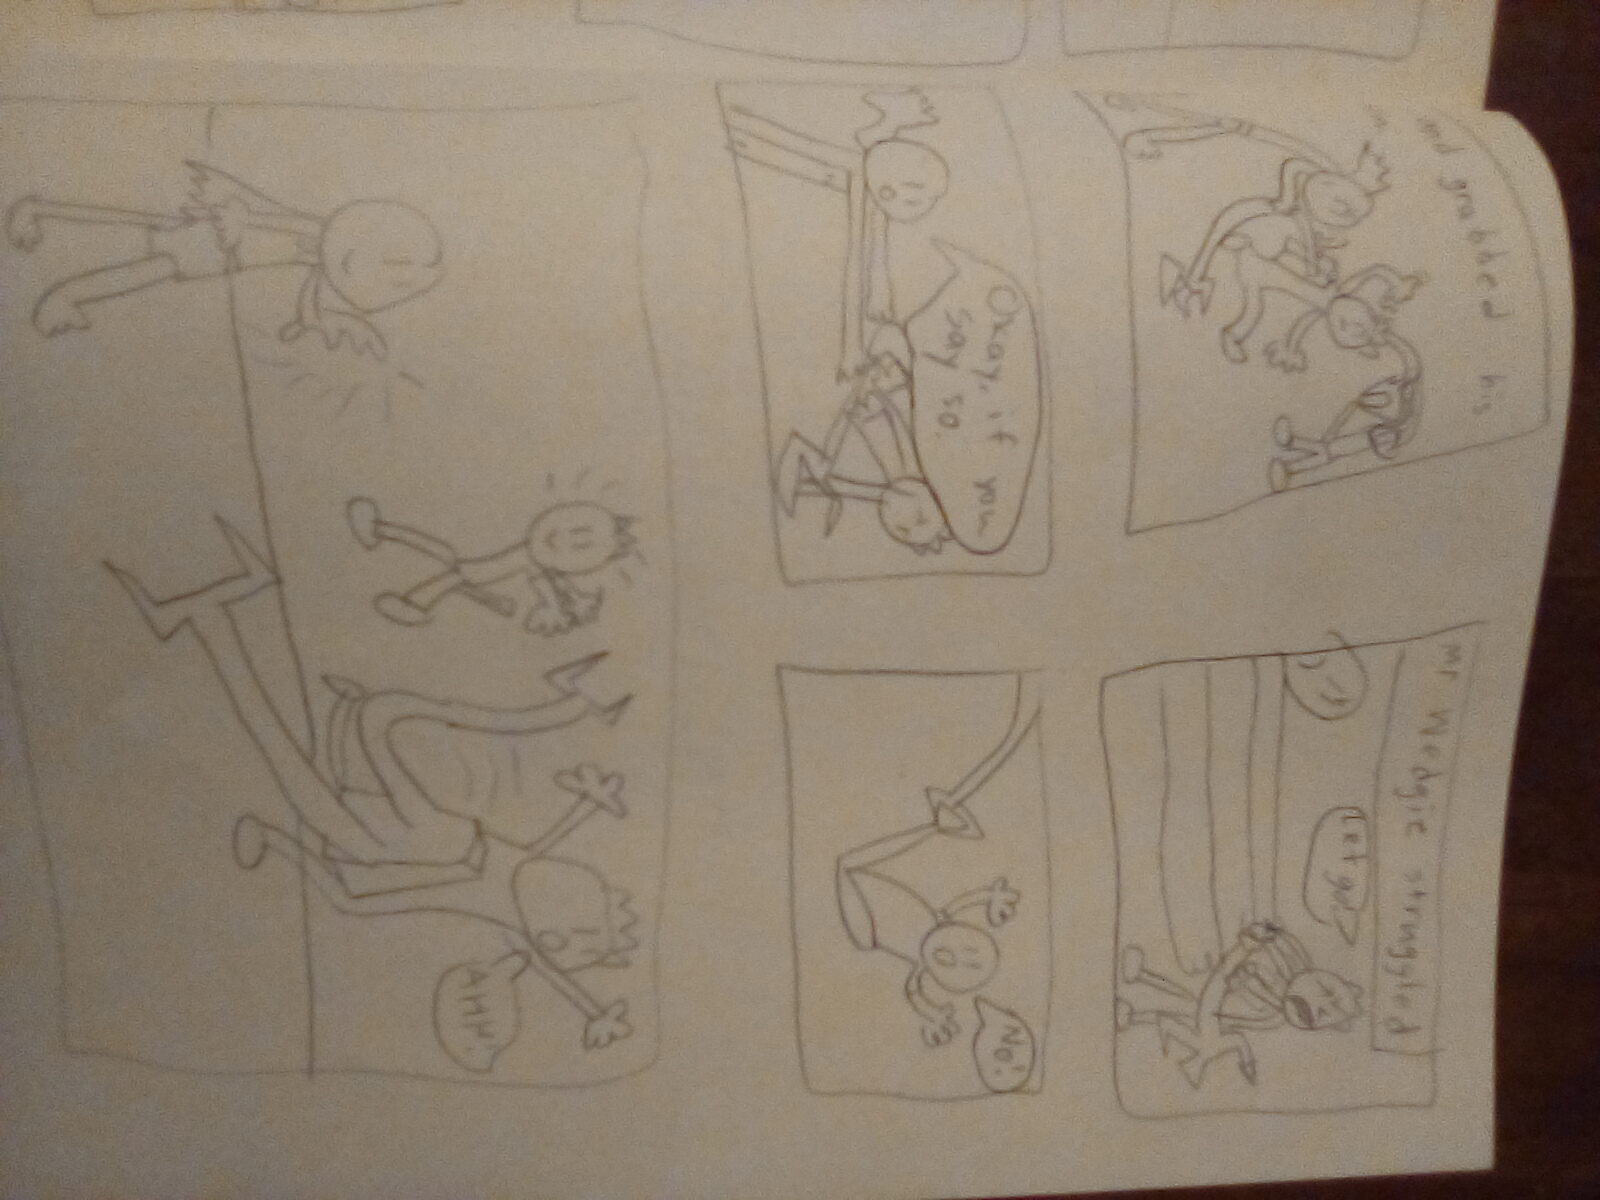 and grabbed his
Mr Wedgie struggled
Let go!
Okay, if you
say so.
No!
AHH!